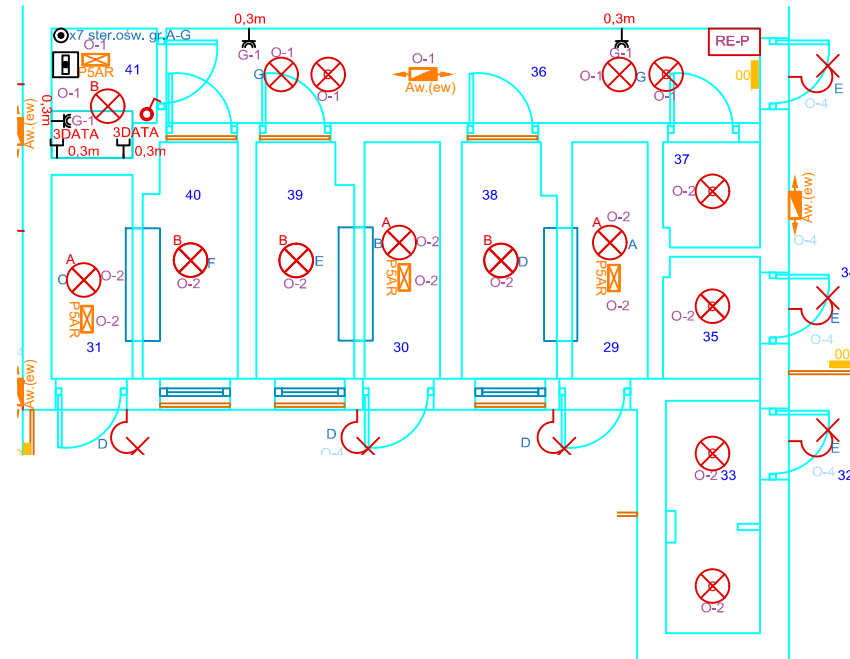 0,3m
0,3m
x7 ster.ośw. gr.A-G
O-1
G-1
O-1
G
O-1
O-1
Aw.(ew)
36
G-1
O-1
G
O-1
RE-P
00
E
O-4
P5AR
41
O-1
B
0,3m
G-1
3DATA
3DATA
0,3m
0,3m
Aw.(ew)
40
39
38
37
O-2
Aw.(ew)
O-4
A
C
O-2
P5AR
O-2
31
B
F
O-2
B
E
O-2
A
B
O-2
P5AR
O-2
30
B
D
O-2
A
O-2
A
P5AR
O-2
29
O-2
35
34
E
O-4
00
Aw.(ew)
D
D
O-4
D
O-2
33
E
O-4
32
O-2